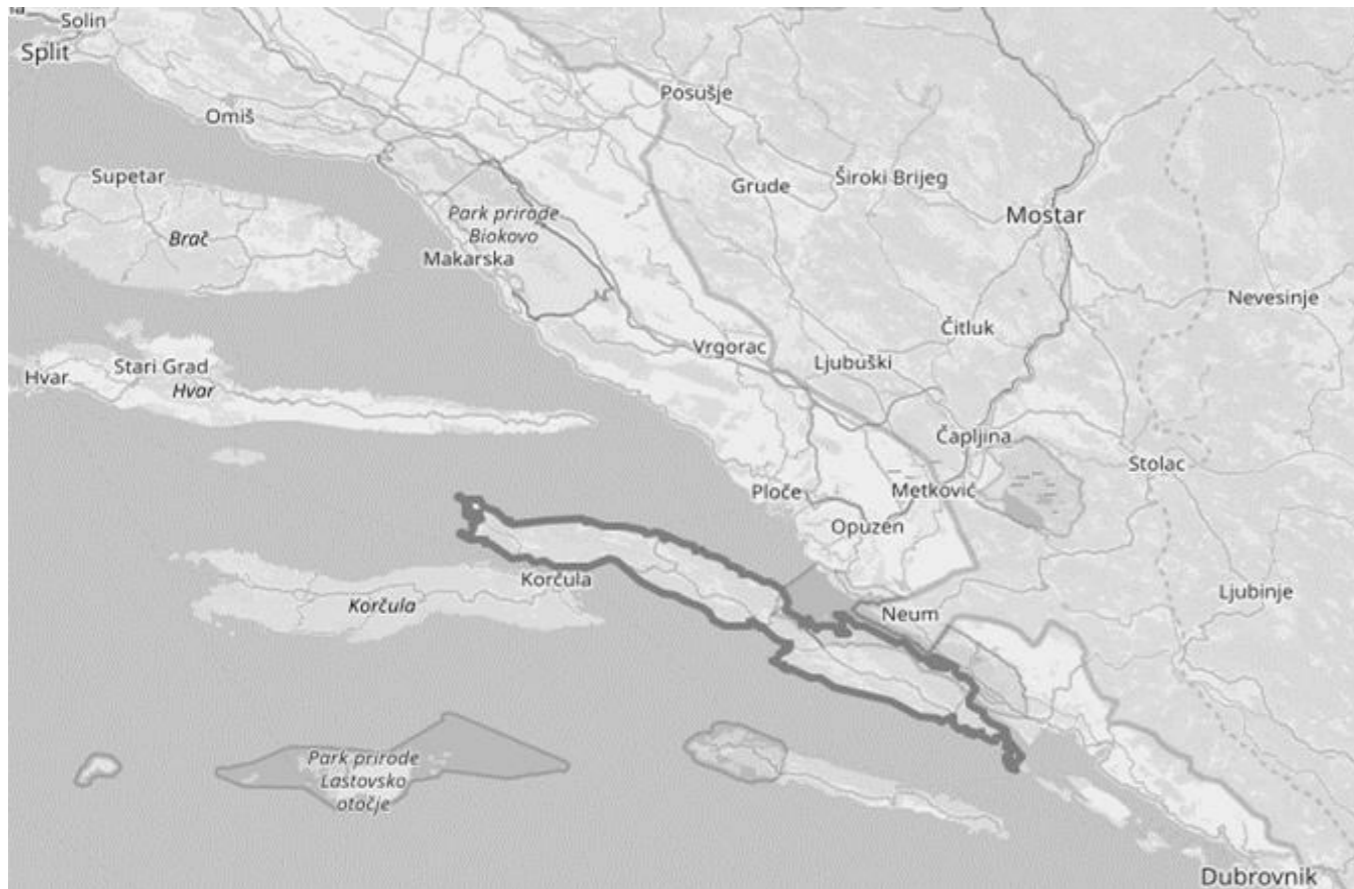 Solin
Split
Posušje
Omiš
Supetar
Široki Brijeg
Grude
Mostar
Park prirode
Biokovo
Brač
Makarska
Nevesinje
Čitluk
Vrgorac
Ljubuški
Stari Grad
Hvar
Hvar
Čapljina
Stolac
Ploče
Metković
Opuzen
Korčula
Korčula
Ljubinje
Neum
Park prirode
Lastovsko
otočje
Dubrovnik